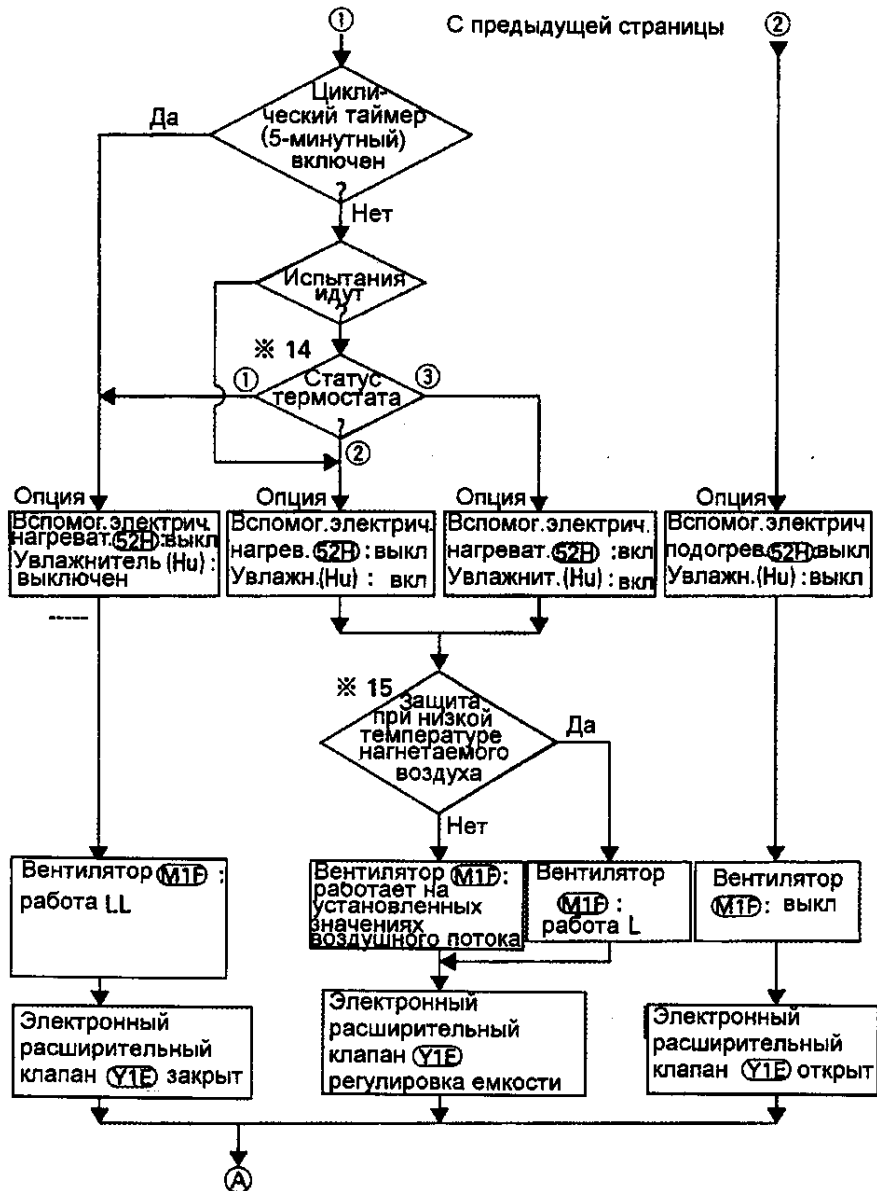 ①
С предыдущей страницы
②
Цикли-
ческий таймер
(5-минутный)
включен
?
Да
Нет
Испытания
идут
?
※ 14
①
Статус
термостата
?
③
②
Опция
Вспомог.электрич.
нагреват.(52H):выкл
Увлажнитель (Hu) :
выключен
Опция
Вспомог.электрич.
нагрев. (52H) : выкл
Увлажн.(Hu) : вкл
Опция
Вспомог.электрич.
нагреват.(52H) :вкл
Увлажнит.(Hu) : вкл
Опция
Вспомог.электрич
подогрев.(52H):выкл
Увлажн.(Hu) : выкл
※ 15
Защита
при низкой
температуре
нагнетаемого
воздуха
Да
Нет
Вентилятор (M1F) :
работа LL
Вентилятор (M1F):
работает на
установленных
значениях
воздушного потока
Вентилятор
(M1F) :
работа L
Вентилятор
(M1F): выкл
Электронный
расширительный
клапан (Y1E) закрыт
Электронный
расширительный
клапан (Y1E)
регулировка емкости
Электронный
расширительный
клапан (Y1E) открыт
Ⓐ